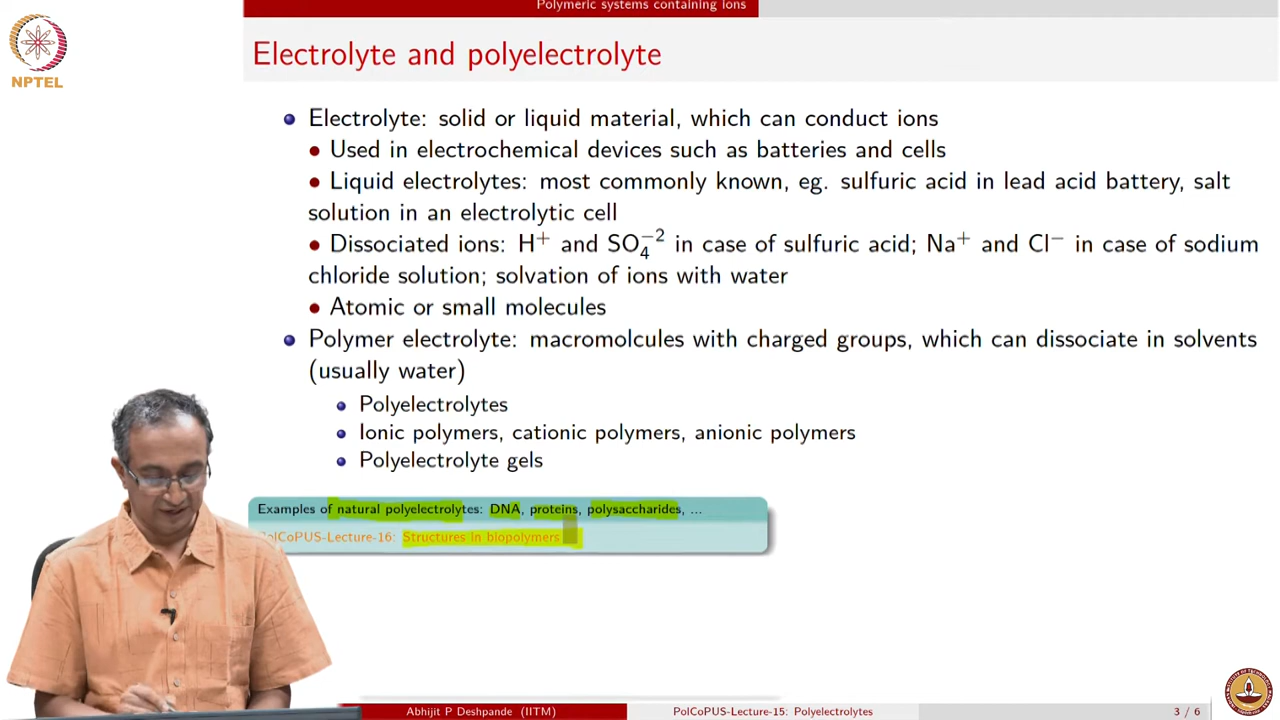 Polymeric systems containing ions
NPTEL
Electrolyte and polyelectrolyte
Electrolyte: solid or liquid material, which can conduct ions
Used in electrochemical devices such as batteries and cells
Liquid electrolytes: most commonly known, eg. sulfuric acid in lead acid battery, salt
solution in an electrolytic cell
Dissociated ions: H⁺ and SO₄⁻² in case of sulfuric acid; Na⁺ and Cl⁻ in case of sodium
chloride solution; solvation of ions with water
Atomic or small molecules
Polymer electrolyte: macromolcules with charged groups, which can dissociate in solvents
(usually water)
Polyelectrolytes
Ionic polymers, cationic polymers, anionic polymers
Polyelectrolyte gels
Examples of natural polyelectrolytes: DNA, proteins, polysaccharides, ...
PolCoPUS-Lecture-16: Structures in biopolymers
Abhijit P Deshpande (IITM)
PolCoPUS-Lecture-15: Polyelectrolytes
3 / 6